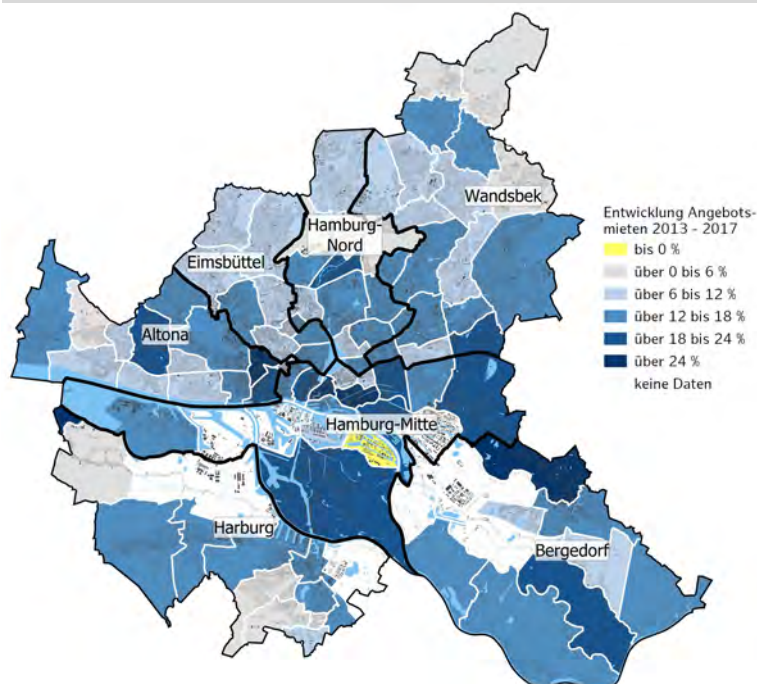 Wandsbek
Hamburg-
Nord
Eimsbüttel
Altona
Hamburg-Mitte
Harburg
Bergedorf
Entwicklung Angebots-
mieten 2013 - 2017
bis 0 %
über 0 bis 6 %
über 6 bis 12 %
über 12 bis 18 %
über 18 bis 24 %
über 24 %
keine Daten